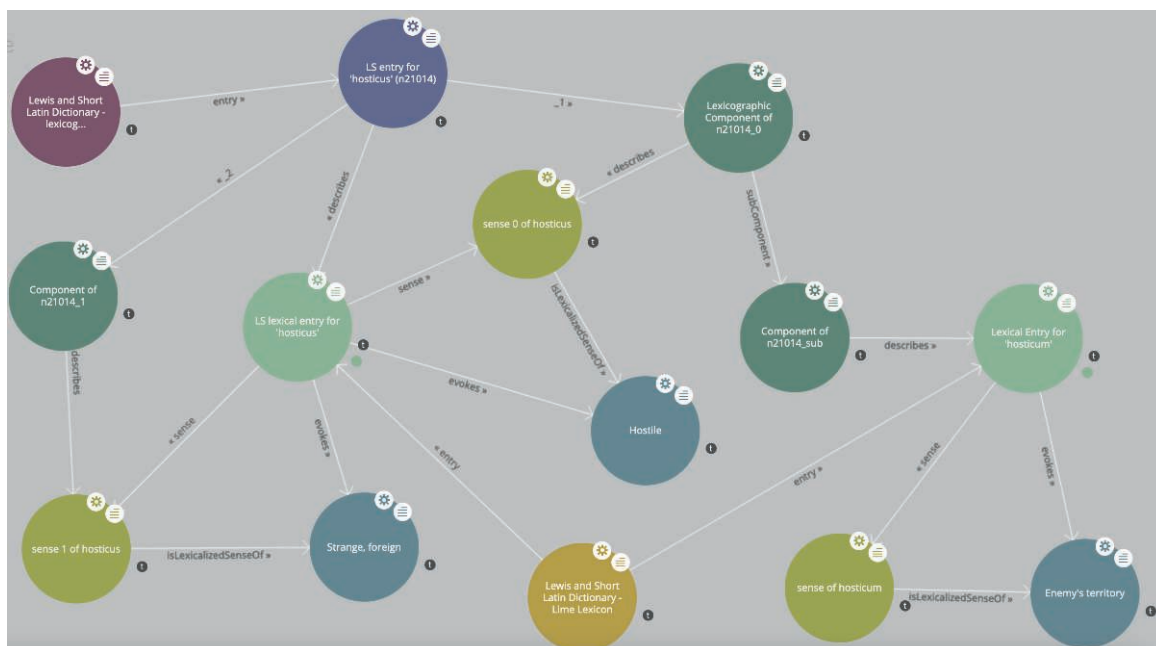 LS entry for
'hosticus' (n21014)
Lewis and Short
Latin Dictionary -
lexicog...
entry »
_1 »
Lexicographic
Component of
n21014_0
« _2
« describes
« describes
subComponent »
sense 0 of hosticus
sense »
isLexicalizedSenseOf »
Component of
n21014_1
LS lexical entry for
'hosticus'
Component of
n21014_sub
describes »
Lexical Entry for
'hosticum'
describes
evokes »
Hostile
« sense
evokes »
« entry
entry »
« sense
evokes »
sense 1 of hosticus
isLexicalizedSenseOf »
Strange, foreign
Lewis and Short
Latin Dictionary -
Lime Lexicon
sense of hosticum
isLexicalizedSenseOf »
Enemy's territory
t
t
t
t
t
t
t
t
t
t
t
t
t
t